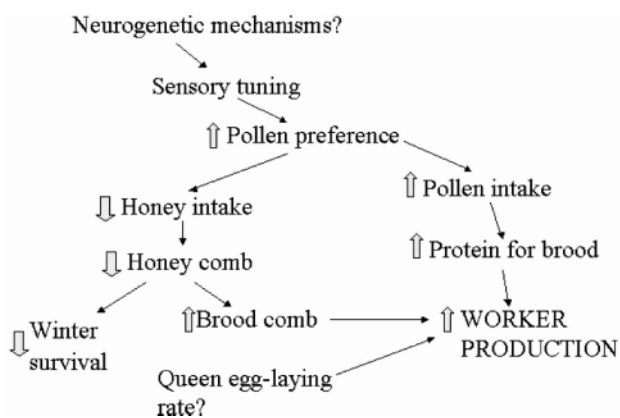 Neurogenetic mechanisms?
Sensory tuning
Pollen preference
Honey intake
Pollen intake
Honey comb
Protein for brood
Winter
survival
Brood comb
WORKER
PRODUCTION
Queen egg-laying
rate?